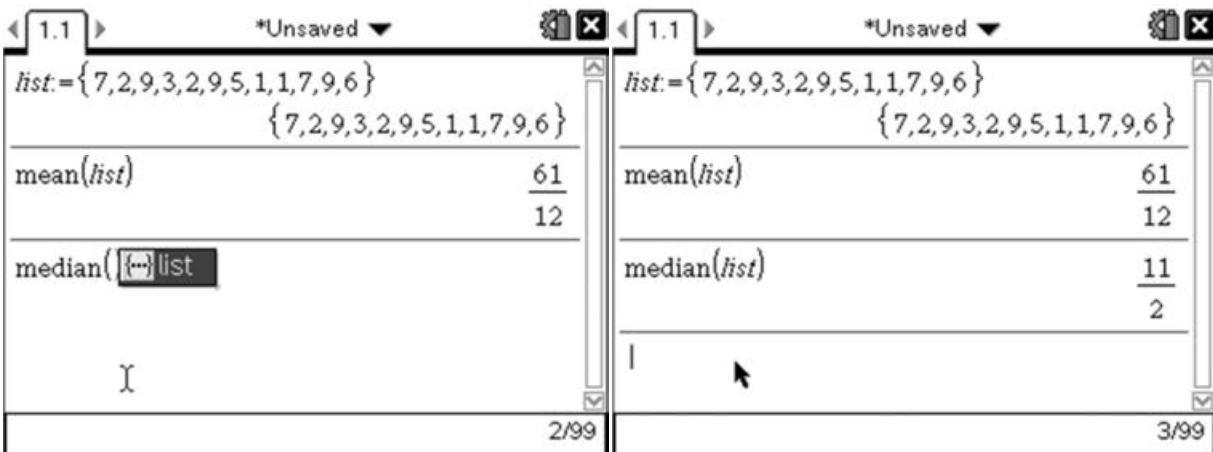 1.1 *Unsaved
list:={7,2,9,3,2,9,5,1,1,7,9,6}
{7,2,9,3,2,9,5,1,1,7,9,6}
mean(list)
61
12
median() {...} list
2/99
1.1 *Unsaved
list:={7,2,9,3,2,9,5,1,1,7,9,6}
{7,2,9,3,2,9,5,1,1,7,9,6}
mean(list)
61
12
median(list)
11
2
3/99